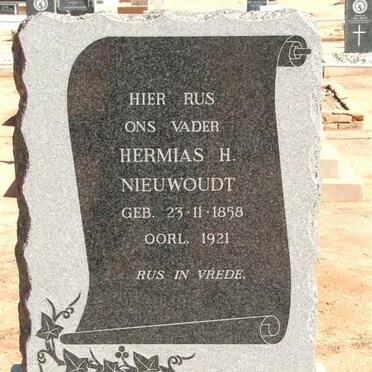 HIER RUS
ONS VADER
HERMIAS H.
NIEUWOUDT
GEB. 23·11·1858
OORL. 1921
RUS IN VREDE.